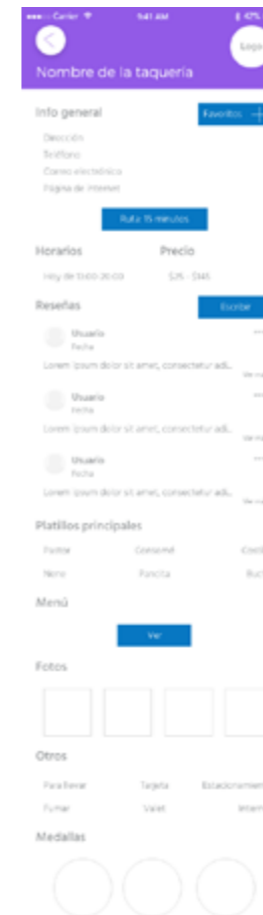 Carrier 9:41 AM 47%
Logo
Nombre de la taquería
Info general Favoritos +
Dirección
Teléfono
Correo electrónico
Página de internet
Ruta 15 minutos
Horarios Precio
Hoy de 13:00-20:00 $25 - $145
Reseñas Escribir
Usuario
Fecha
Lorem ipsum dolor sit amet, consectetur adi...
Usuario
Fecha
Lorem ipsum dolor sit amet, consectetur adi...
Usuario
Fecha
Lorem ipsum dolor sit amet, consectetur adi...
Platillos principales
Pastor Consomé
Nana Pancita
Menú
Ver
Fotos
Otros
Para llevar Tarjeta
Fumar Valet
Medallas